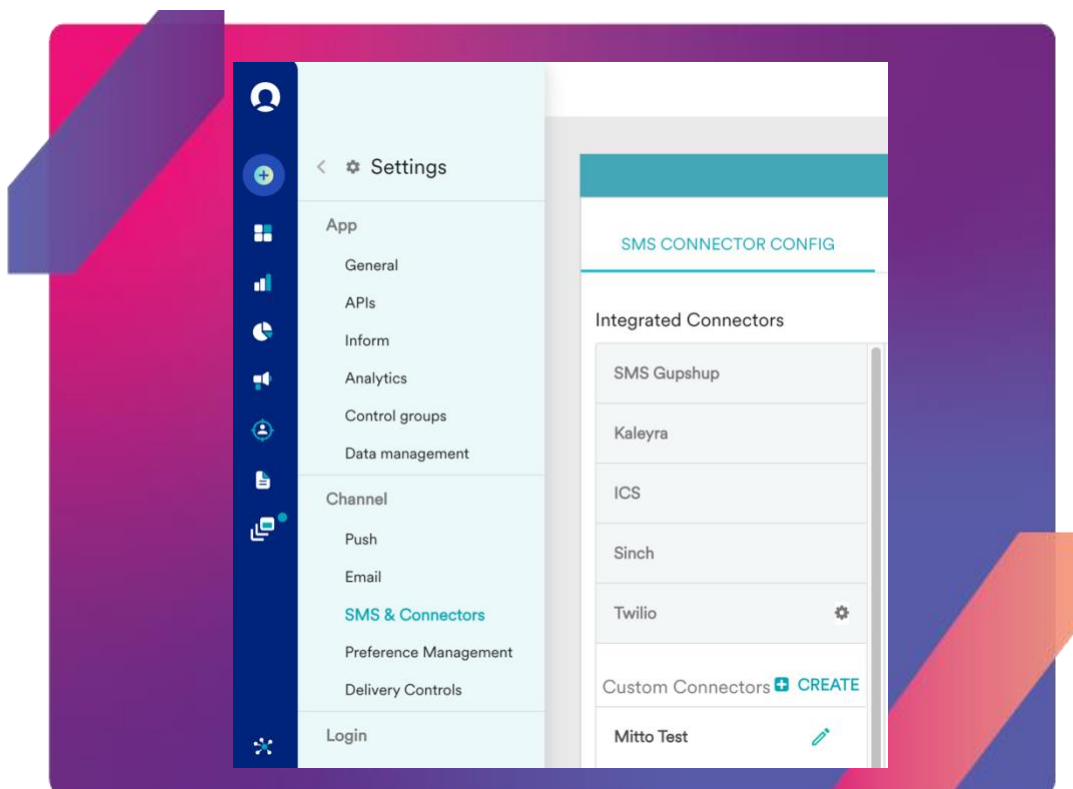 Settings
App
General
APIs
Inform
Analytics
Control groups
Data management
Channel
Push
Email
SMS & Connectors
Preference Management
Delivery Controls
Login
SMS CONNECTOR CONFIG
Integrated Connectors
SMS Gupshup
Kaleyra
ICS
Sinch
Twilio
Custom Connectors CREATE
Mitto Test